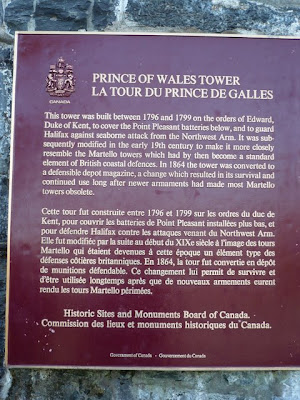 CANADA
PRINCE OF WALES TOWER
LA TOUR DU PRINCE DE GALLES
This tower was built between 1796 and 1799 on the orders of Edward,
Duke of Kent, to cover the Point Pleasant batteries below, and to guard
Halifax against seaborne attack from the Northwest Arm. It was sub-
sequently modified in the early 19th century to make it more closely
resemble the Martello towers which had by then become a standard
element of British coastal defences. In 1864 the tower was converted to
a defensible depot magazine, a change which resulted in its survival and
continued use long after newer armaments had made most Martello
towers obsolete.
Cette tour fut construite entre 1796 et 1799 sur les ordres du duc de
Kent, pour couvrir les batteries de Point Pleasant installées plus bas, et
pour défendre Halifax contre les attaques venant du Northwest Arm.
Elle fut modifiée par la suite au début du XIXe siècle à l'image des tours
Martello qui étaient devenues à cette époque un élément type des
défenses côtières britanniques. En 1864, la tour fut convertie en dépôt
de munitions défendable. Ce changement lui permit de survivre et
d'être utilisée longtemps après que de nouveaux armements eurent
rendu les tours Martello périmées.
Historic Sites and Monuments Board of Canada.
Commission des lieux et monuments historiques du Canada.
Government of Canada - Gouvernement du Canada